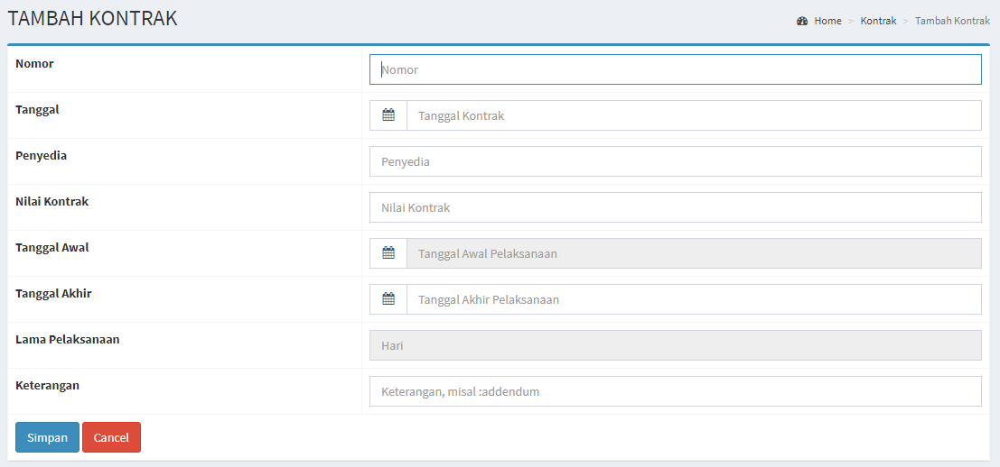 TAMBAH KONTRAK
Home > Kontrak > Tambah Kontrak
Nomor
Nomor
Tanggal
Tanggal Kontrak
Penyedia
Penyedia
Nilai Kontrak
Nilai Kontrak
Tanggal Awal
Tanggal Awal Pelaksanaan
Tanggal Akhir
Tanggal Akhir Pelaksanaan
Lama Pelaksanaan
Hari
Keterangan
Keterangan, misal :addendum
Simpan Cancel